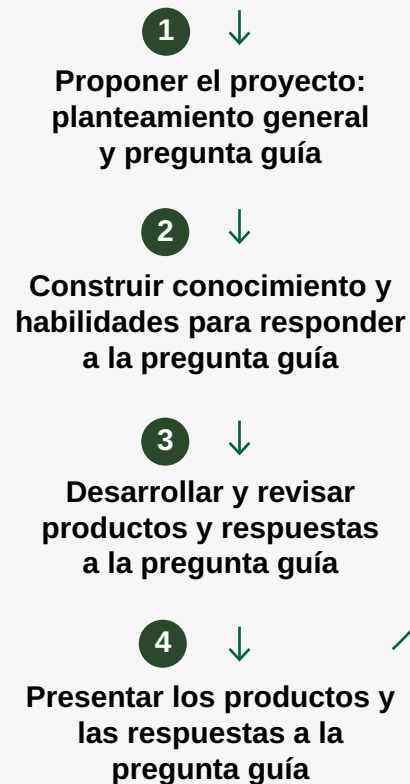 1
Proponer el proyecto:
planteamiento general
y pregunta guía
2
Construir conocimiento y
habilidades para responder
a la pregunta guía
3
Desarrollar y revisar
productos y respuestas
a la pregunta guía
4
Presentar los productos y
las respuestas a la
pregunta guía